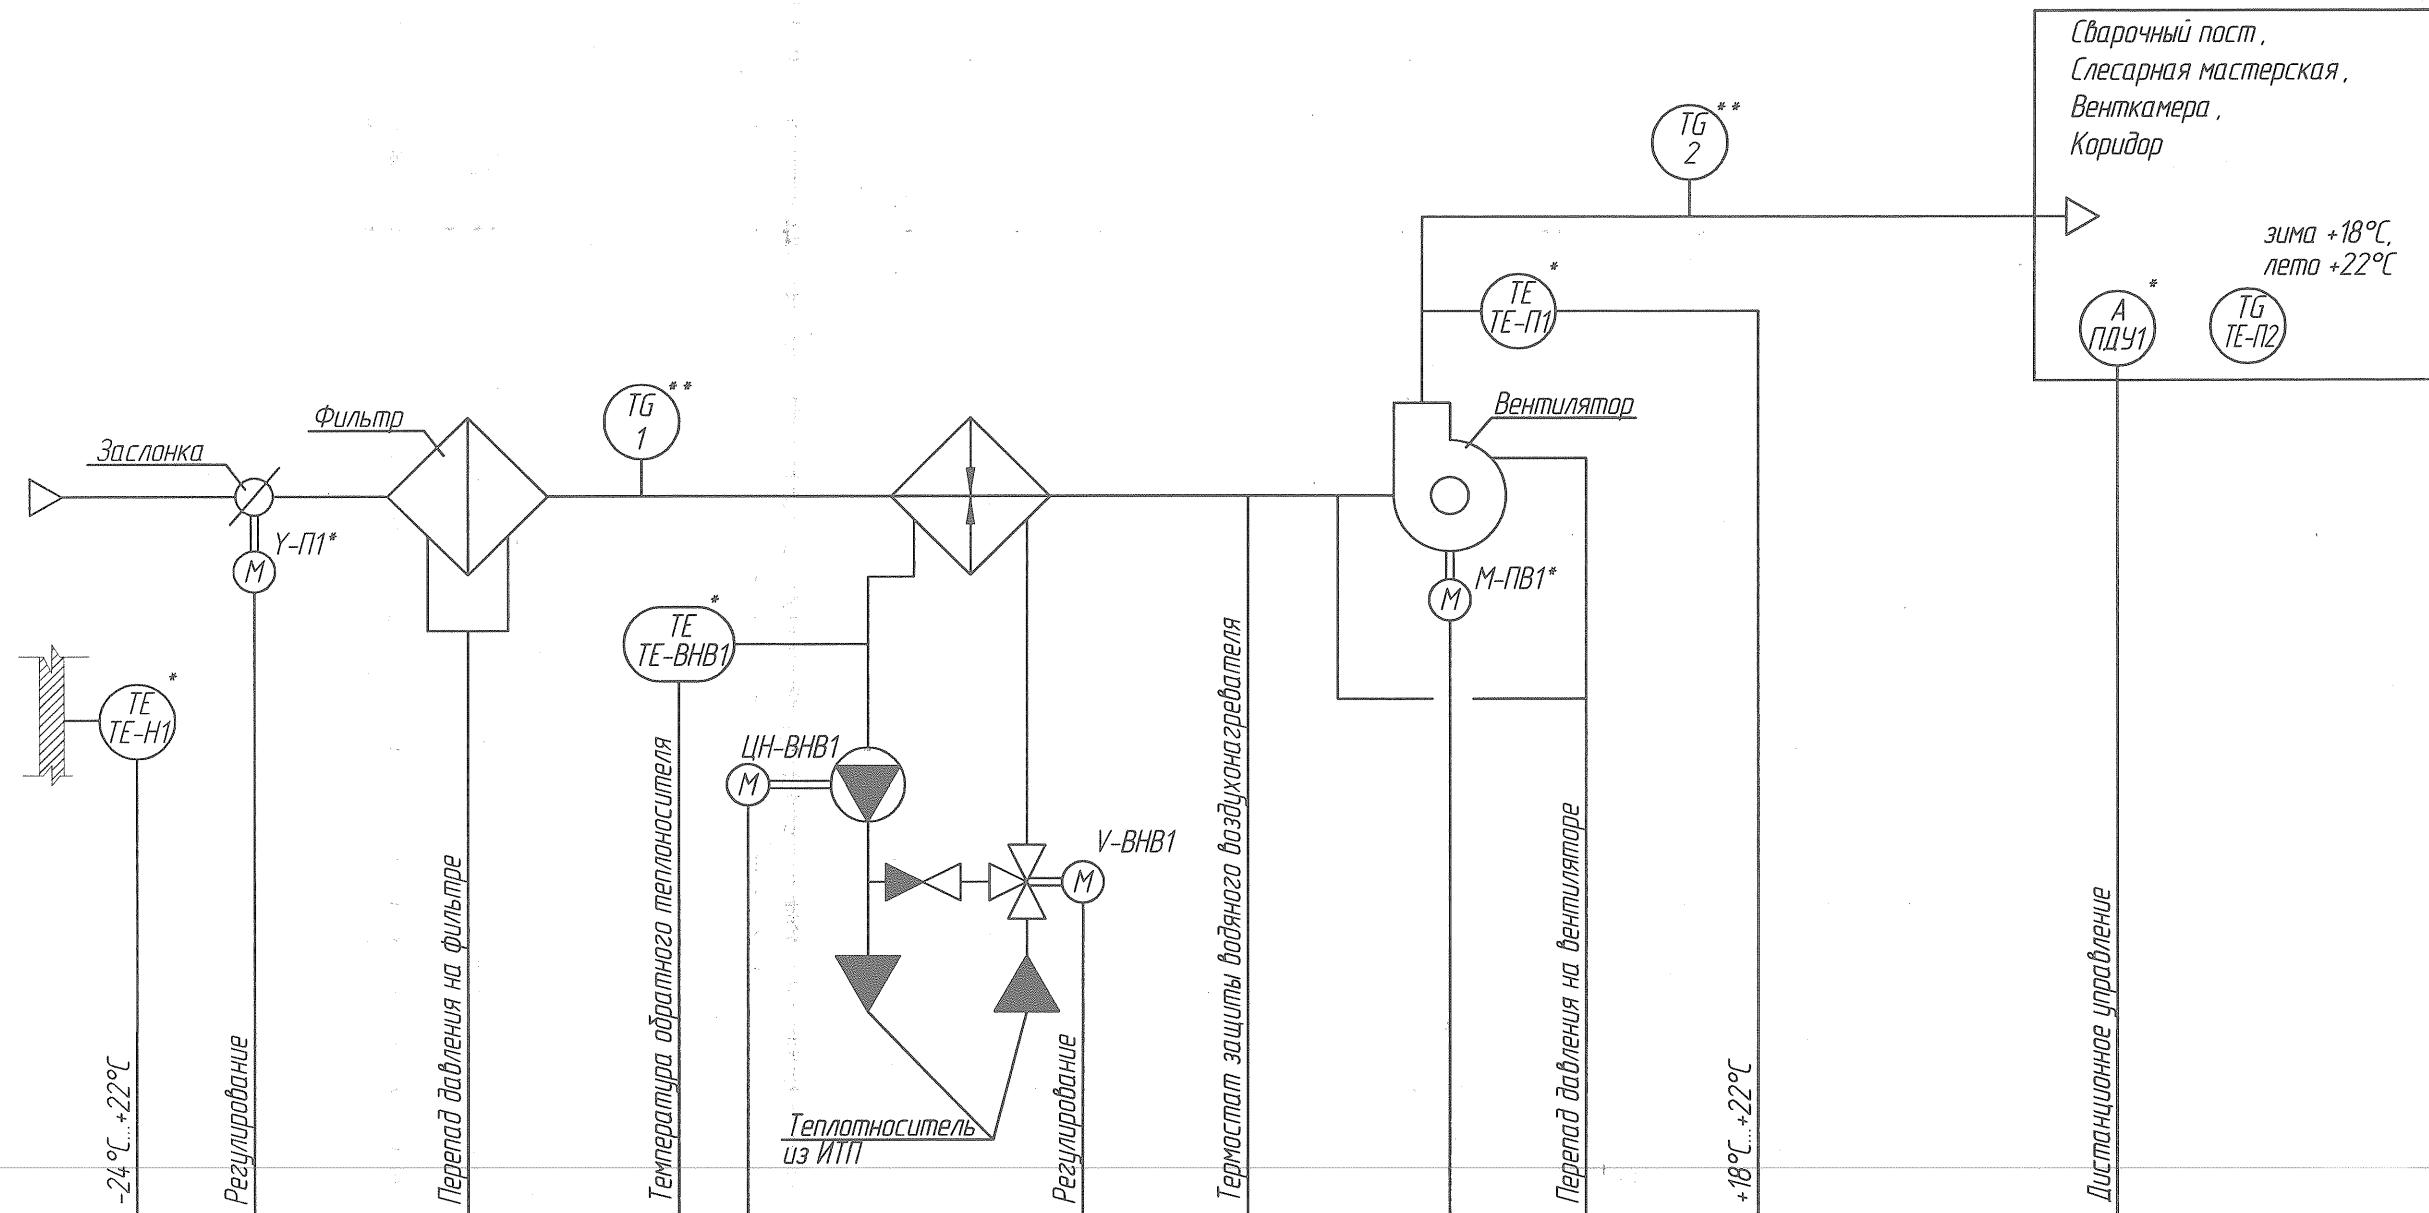 Сварочный пост,
Слесарная мастерская,
Венткамера,
Коридор
зима +18°С,
лето +22°С
A *
ПДУ1
TG
TE-П2
TG **
2
TE *
TE-П1
Вентилятор
M-ПВ1*
M
TG **
1
Фильтр
Заслонка
Y-П1*
M
TE *
TE-Н1
TE *
TE-ВНВ1
ЦН-ВНВ1
M
V-ВНВ1
M
Теплотноситель
из ИТП
-24°С...+22°С
Регулирование
Перепад давления на фильтре
Температура обратного теплоносителя
Регулирование
Термостат защиты водяного воздухонагревателя
Перепад давления на вентиляторе
+18°С...+22°С
Дистанционное управление